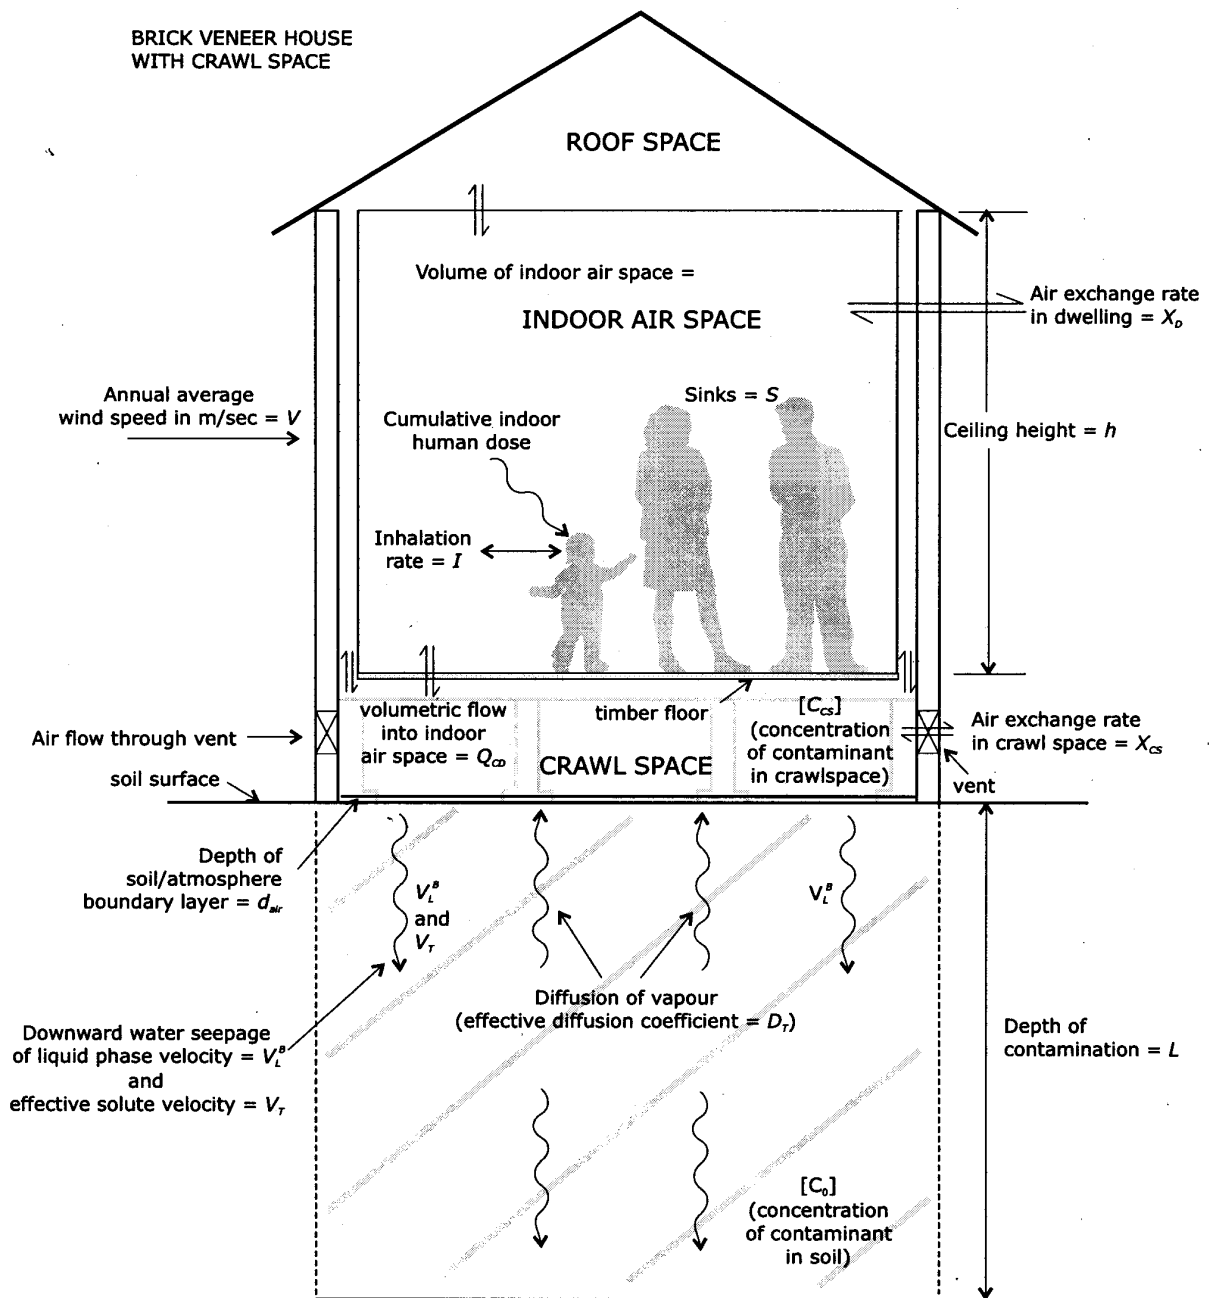 BRICK VENEER HOUSE
WITH CRAWL SPACE
ROOF SPACE
Volume of indoor air space =
INDOOR AIR SPACE
Air exchange rate
in dwelling = X_D
Annual average
wind speed in m/sec = V
Sinks = S
Cumulative indoor
human dose
Ceiling height = h
Inhalation
rate = I
volumetric flow
into indoor
air space = Q_CD
timber floor
[C_CS]
(concentration
of contaminant
in crawlspace)
Air flow through vent
Air exchange rate
in crawl space = X_CS
CRAWL SPACE
vent
soil surface
Depth of
soil/atmosphere
boundary layer = d_air
V_L^B
and
V_T
V_L^B
Diffusion of vapour
(effective diffusion coefficient = D_T)
Downward water seepage
of liquid phase velocity = V_L^B
and
effective solute velocity = V_T
Depth of
contamination = L
[C_0]
(concentration
of contaminant
in soil)